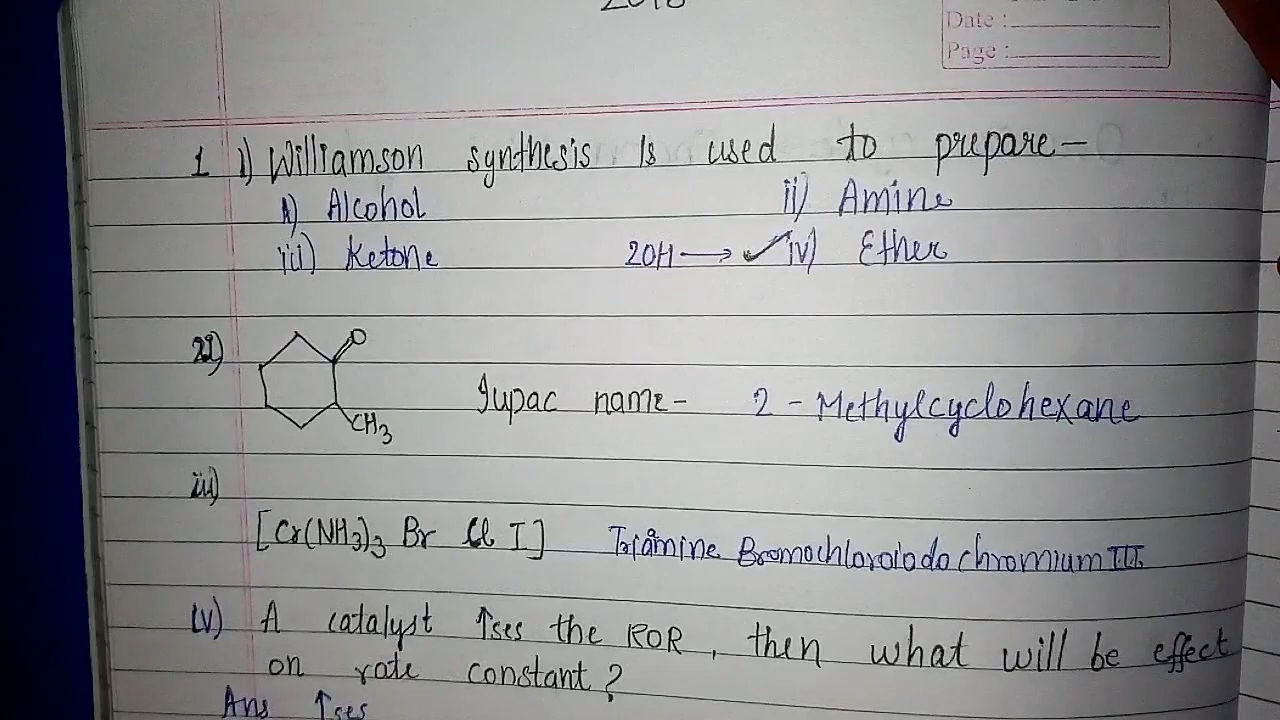 2018
Date :
Page :
1 i) Williamson synthesis is used to prepare-
i) Alcohol ii) Amine
iii) Ketone 2OH → ✓iv) Ether
2i) O
CH3 Iupac name- 2 - Methylcyclohexane
iii)
[Cr(NH3)3 Br Cl I] Triamine Bromochloroiodo chromium III
iv) A catalyst ↑ses the ROR, then what will be effect
on rate constant ?
Ans ↑ses